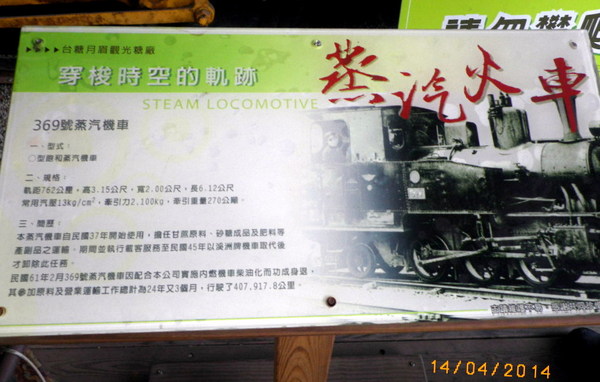 請勿攀爬
▶▶▶▶台糖月眉觀光糖廠
穿梭時空的軌跡
STEAM LOCOMOTIVE
蒸汽火車
369號蒸汽機車
一、型式：
○型飽和蒸汽機車
二、規格：
軌距762公釐，高3.15公尺，寬2.00公尺，長6.12公尺
常用汽壓13kg/cm²，牽引力2,100kg，牽引重量270公噸。
三、簡歷：
本蒸汽機車自民國37年開始使用，擔任甘蔗原料、砂糖成品及肥料等
產副品之運輸，期間並執行載客服務至民國45年以溪洲牌機車取代後
才卸除此任務。
民國61年2月369號蒸汽機車因配合本公司實施內燃機車柴油化而功成身退，
其參加原料及營業運輸工作總計為24年又3個月，行駛了407,917.8公里。
14/04/2014